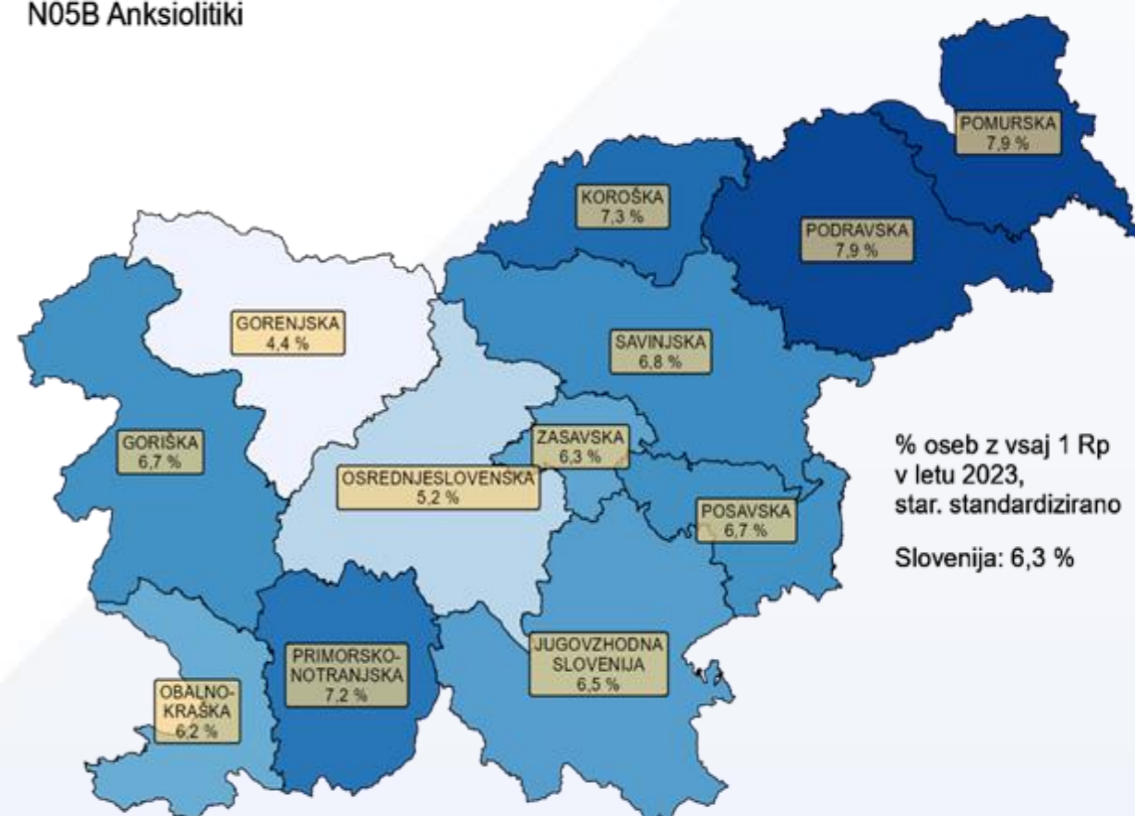 N05B Anksiolitiki
POMURSKA
7,9 %
KOROŠKA
7,3 %
PODRAVSKA
7,9 %
GORENJSKA
4,4 %
SAVINJSKA
6,8 %
GORIŠKA
6,7 %
ZASAVSKA
6,3 %
OSREDNJESLOVENSKA
5,2 %
POSAVSKA
6,7 %
% oseb z vsaj 1 Rp
v letu 2023,
star. standardizirano
Slovenija: 6,3 %
PRIMORSKO-
NOTRANJSKA
7,2 %
JUGOVZHODNA
SLOVENIJA
6,5 %
OBALNO-
KRAŠKA
6,2 %